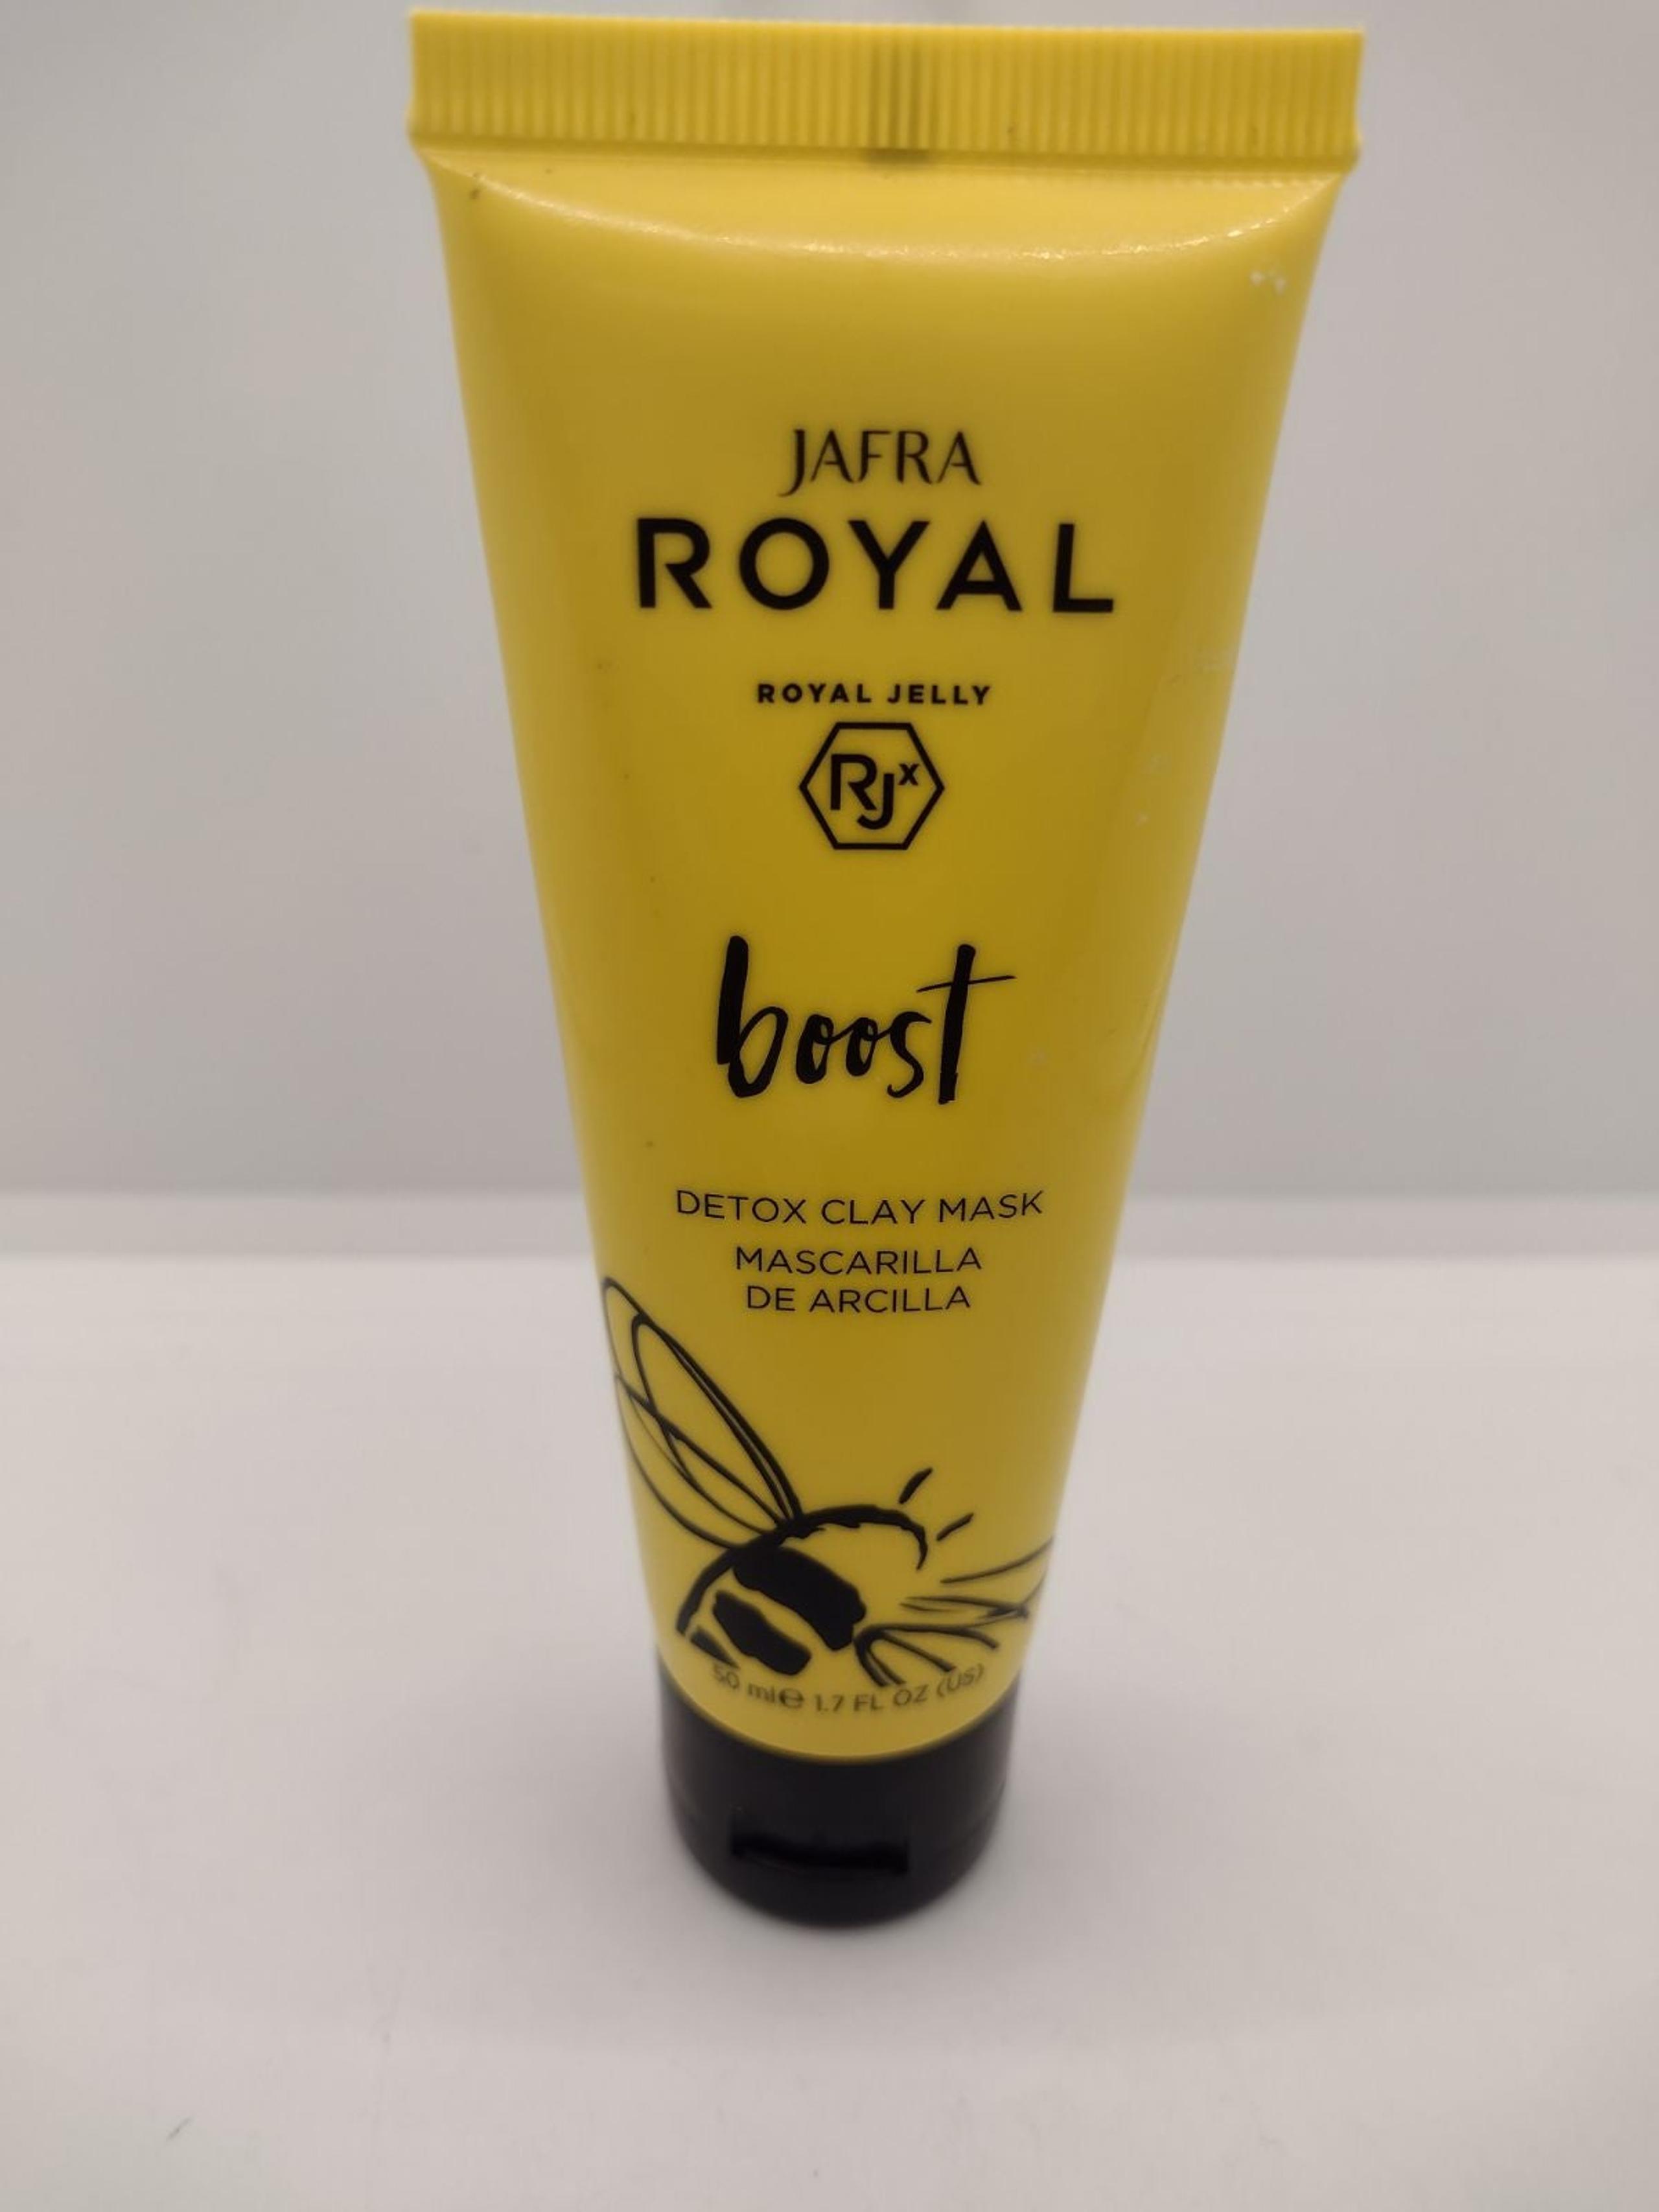 JAFRA
ROYAL
ROYAL JELLY
RJx
boost
DETOX CLAY MASK
MASCARILLA
DE ARCILLA
50 ml ℮ 1.7 FL OZ (US)